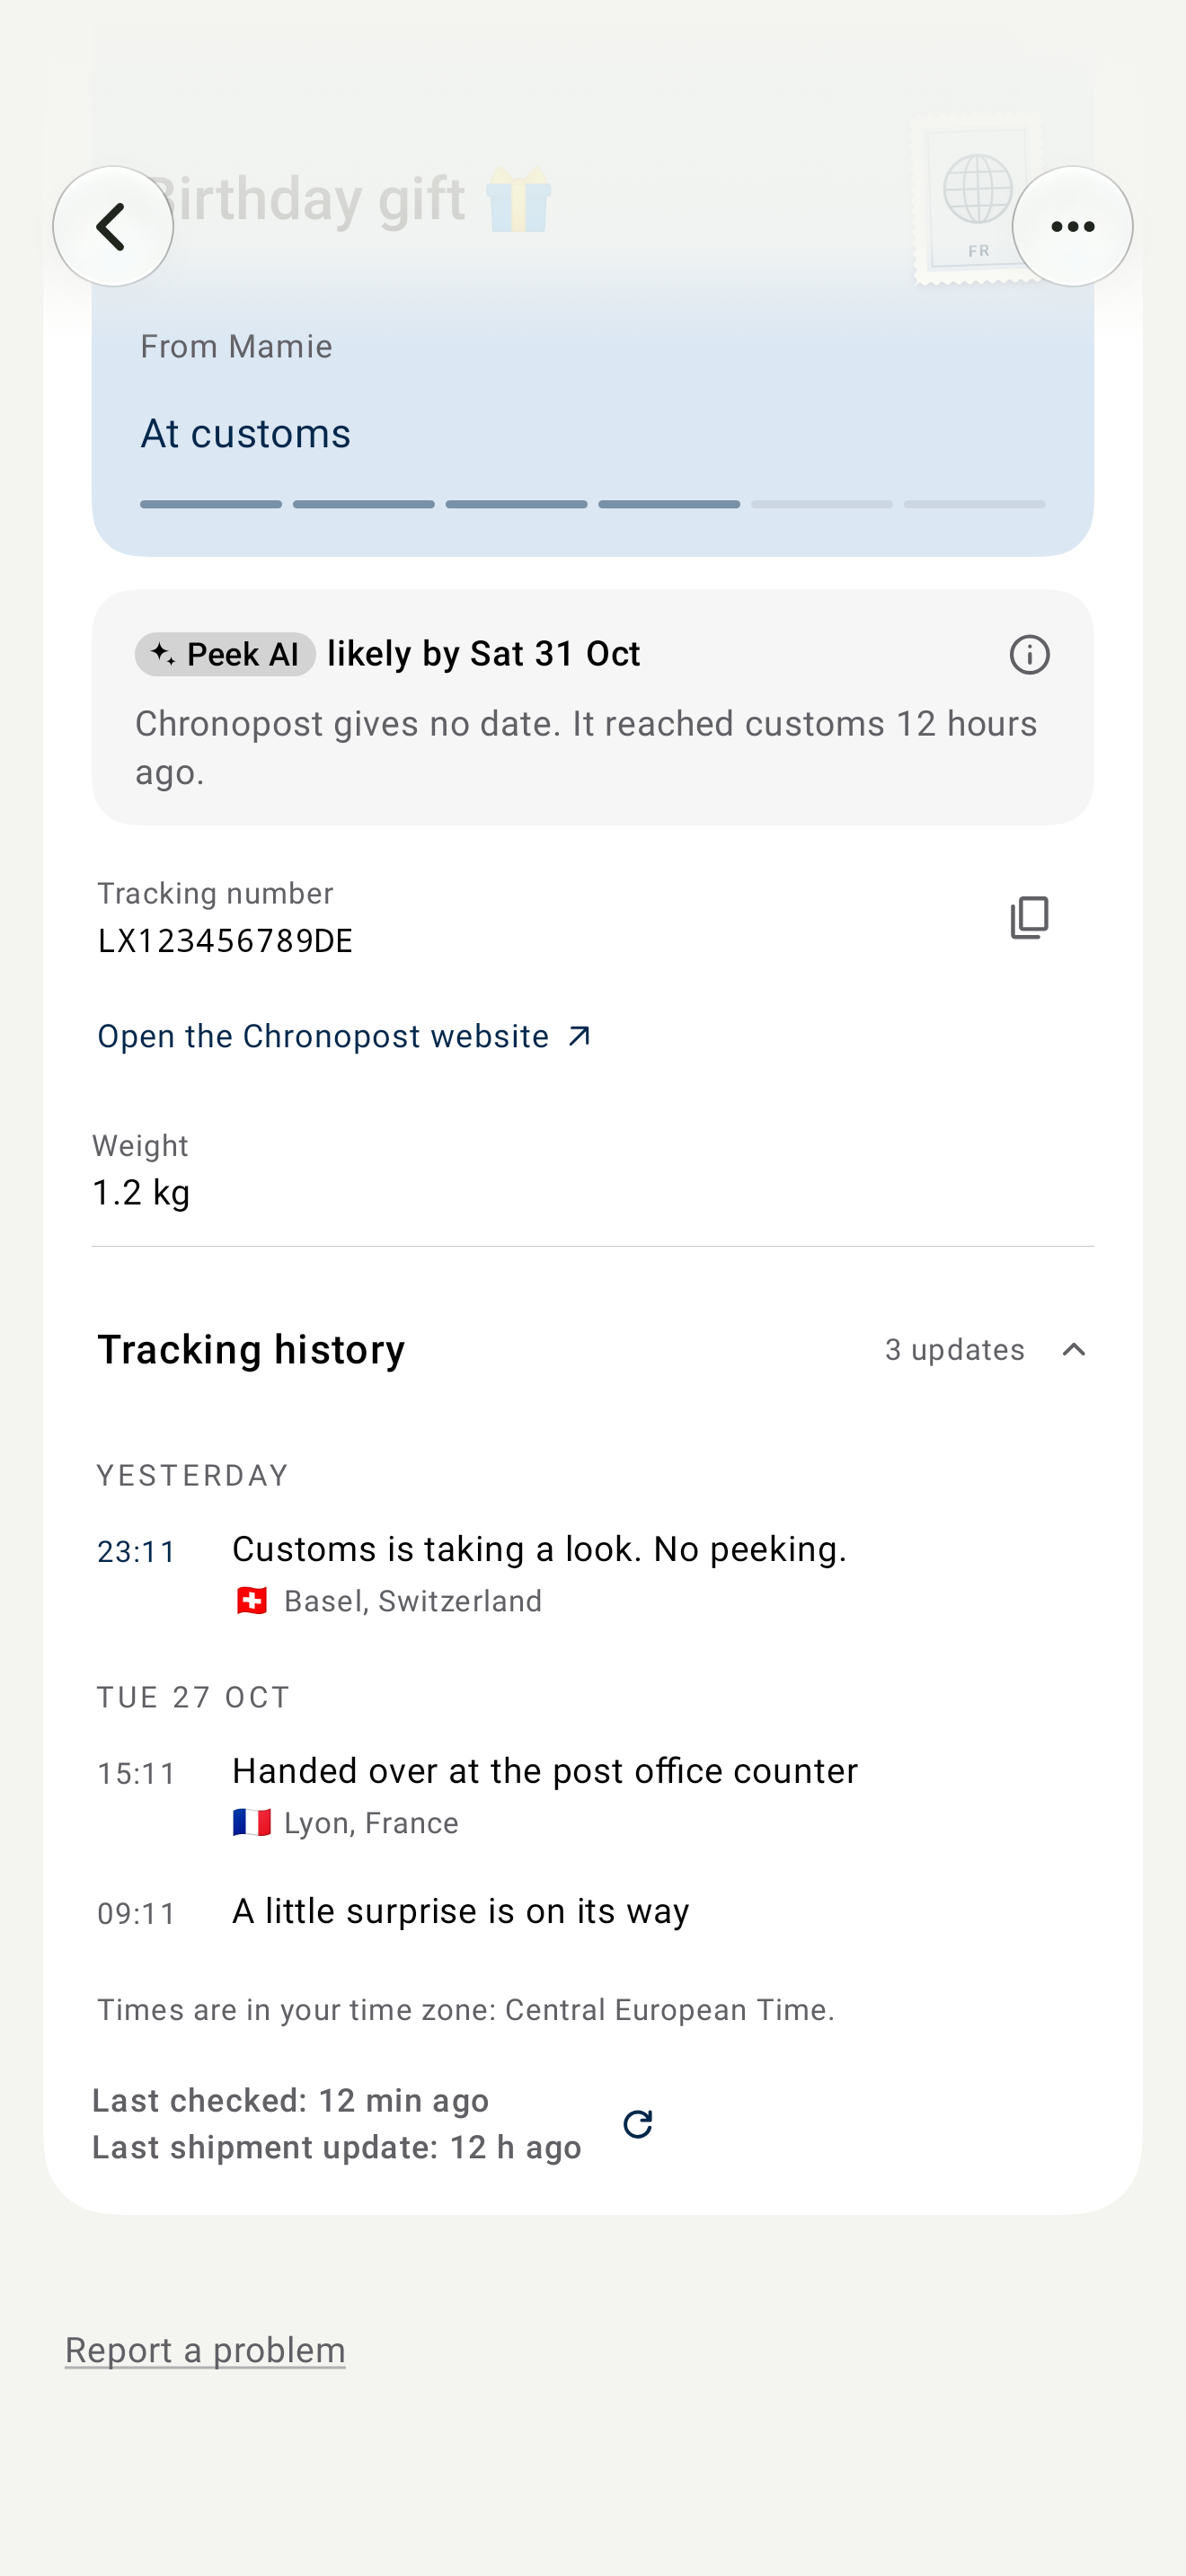 Birthday gift 🎁
FR
From Mamie
At customs
Peek AI likely by Sat 31 Oct
Chronopost gives no date. It reached customs 12 hours
ago.
Tracking number
LX123456789DE
Open the Chronopost website
Weight
1.2 kg
Tracking history
3 updates
YESTERDAY
23:11 Customs is taking a look. No peeking.
🇨🇭 Basel, Switzerland
TUE 27 OCT
15:11 Handed over at the post office counter
🇫🇷 Lyon, France
09:11 A little surprise is on its way
Times are in your time zone: Central European Time.
Last checked: 12 min ago
Last shipment update: 12 h ago
Report a problem